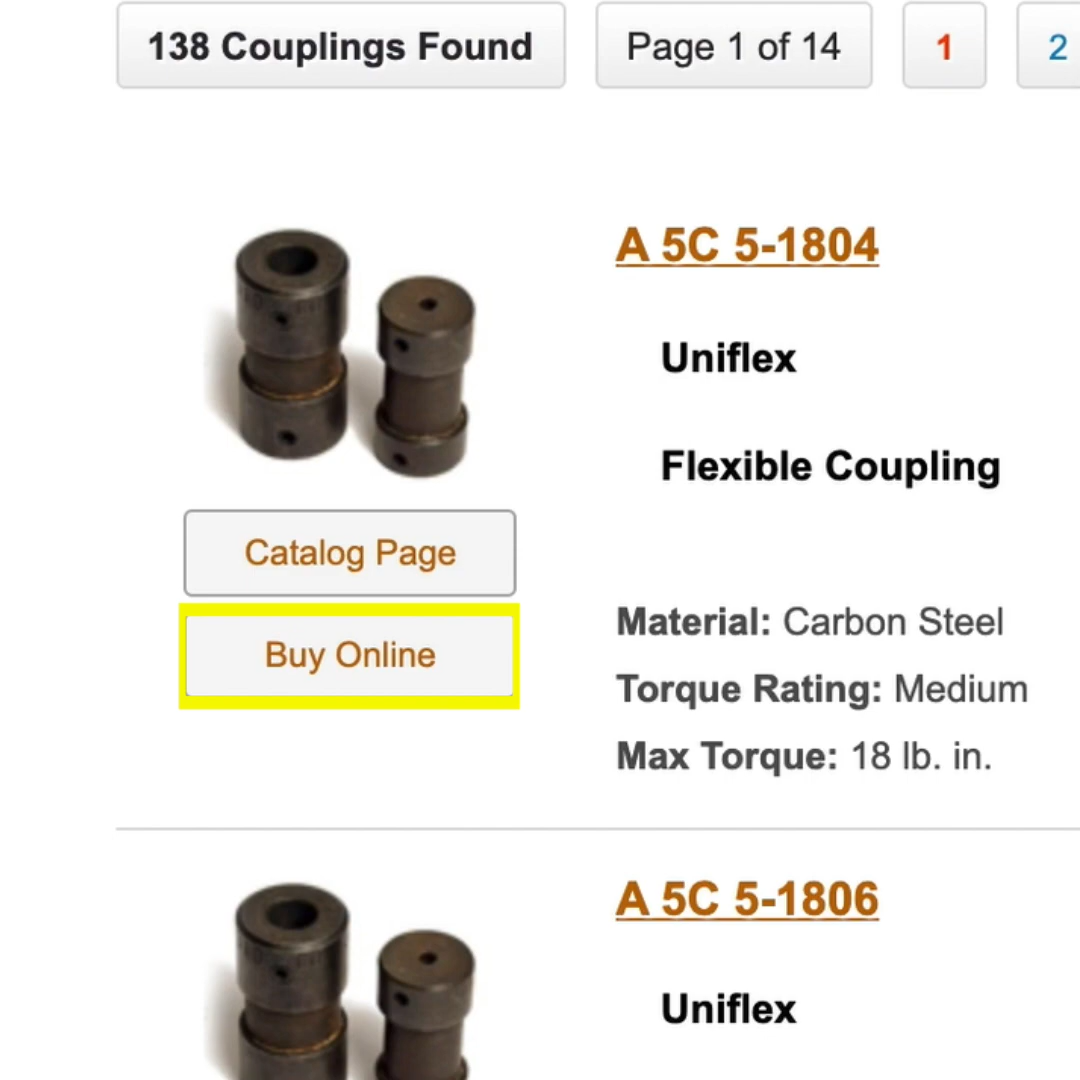 138 Couplings Found
Page 1 of 14
1
2
A 5C 5-1804
Uniflex
Flexible Coupling
Catalog Page
Buy Online
Material: Carbon Steel
Torque Rating: Medium
Max Torque: 18 lb. in.
A 5C 5-1806
Uniflex